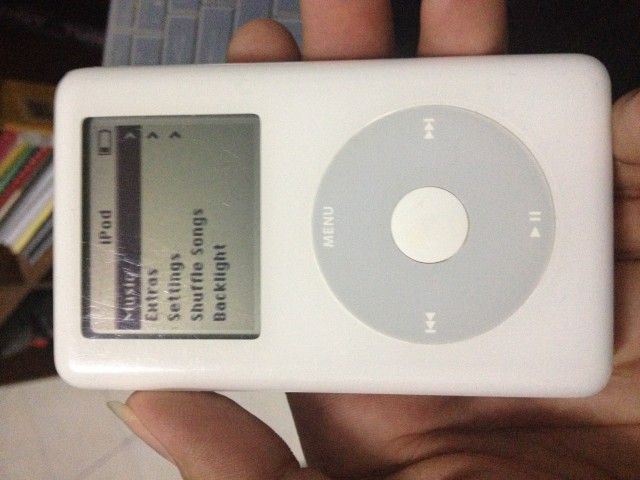 iPod
Music
Extras
Settings
Shuffle Songs
Backlight
MENU